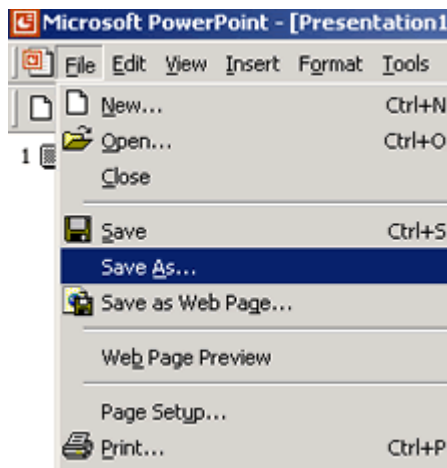 Microsoft PowerPoint - [Presentation1
File Edit View Insert Format Tools
New... Ctrl+N
Open... Ctrl+O
Close
1
Save Ctrl+S
Save As...
Save as Web Page...
Web Page Preview
Page Setup...
Print... Ctrl+P